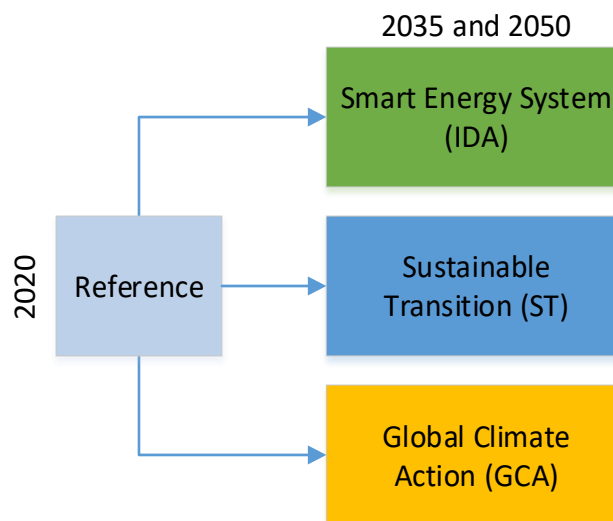 2035 and 2050
Smart Energy System
(IDA)
2020
Reference
Sustainable
Transition (ST)
Global Climate
Action (GCA)